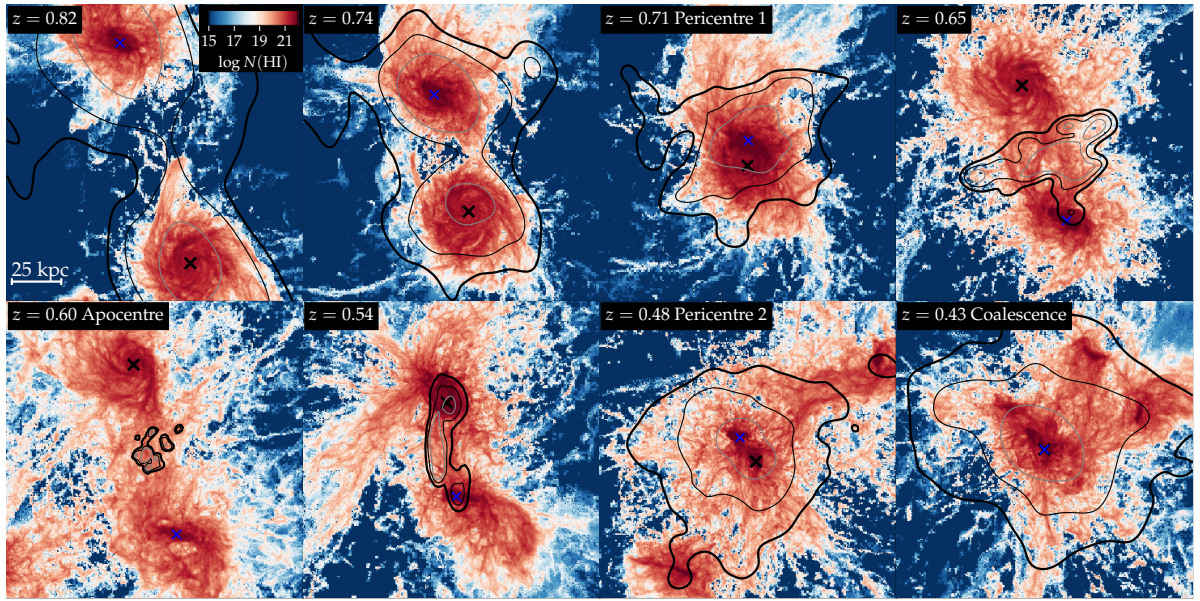 z = 0.82
15 17 19 21
log N(HI)
25 kpc
z = 0.74
z = 0.71 Pericentre 1
z = 0.65
z = 0.60 Apocentre
z = 0.54
z = 0.48 Pericentre 2
z = 0.43 Coalescence